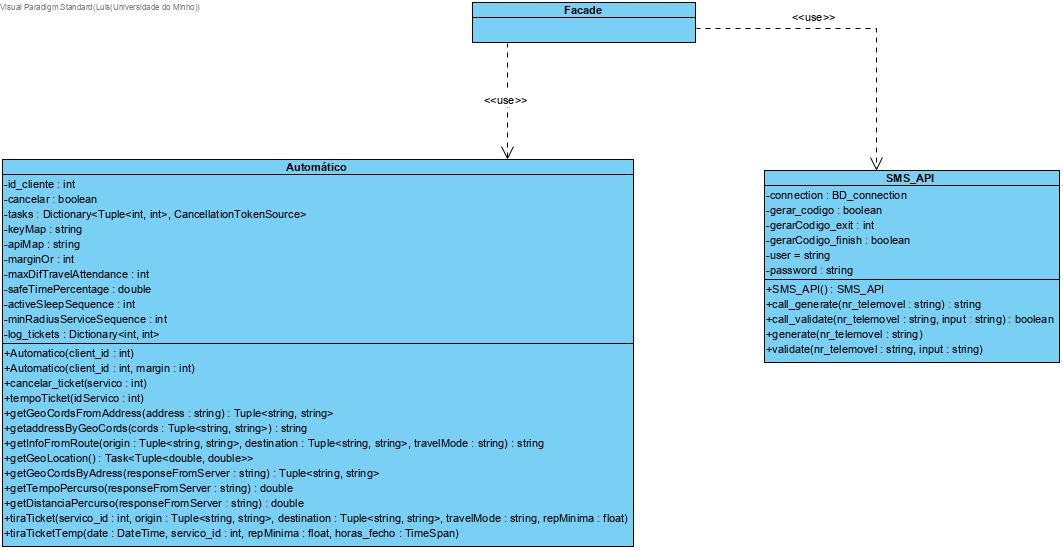 Visual Paradigm Standard(Luis(Universidade do Minho))
Facade
<<use>>
<<use>>
Automático
-id_cliente : int
-cancelar : boolean
-tasks : Dictionary<Tuple<int, int>, CancellationTokenSource>
-keyMap : string
-apiMap : string
-marginOr : int
-maxDifTravelAttendance : int
-safeTimePercentage : double
-activeSleepSequence : int
-minRadiusServiceSequence : int
-log_tickets : Dictionary<int, int>
+Automatico(client_id : int)
+Automatico(client_id : int, margin : int)
+cancelar_ticket(servico : int)
+tempoTicket(idServico : int)
+getGeoCordsFromAddress(address : string) : Tuple<string, string>
+getaddressByGeoCords(cords : Tuple<string, string>) : string
+getInfoFromRoute(origin : Tuple<string, string>, destination : Tuple<string, string>, travelMode : string) : string
+getGeoLocation() : Task<Tuple<double, double>>
+getGeoCordsByAdress(responseFromServer : string) : Tuple<string, string>
+getTempoPercurso(responseFromServer : string) : double
+getDistanciaPercurso(responseFromServer : string) : double
+tiraTicket(servico_id : int, origin : Tuple<string, string>, destination : Tuple<string, string>, travelMode : string, repMinima : float)
+tiraTicketTemp(date : DateTime, servico_id : int, repMinima : float, horas_fecho : TimeSpan)
SMS_API
-connection : BD_connection
-gerar_codigo : boolean
-gerarCodigo_exit : int
-gerarCodigo_finish : boolean
-user = string
-password : string
+SMS_API() : SMS_API
+call_generate(nr_telemovel : string) : string
+call_validate(nr_telemovel : string, input : string) : boolean
+generate(nr_telemovel : string)
+validate(nr_telemovel : string, input : string)